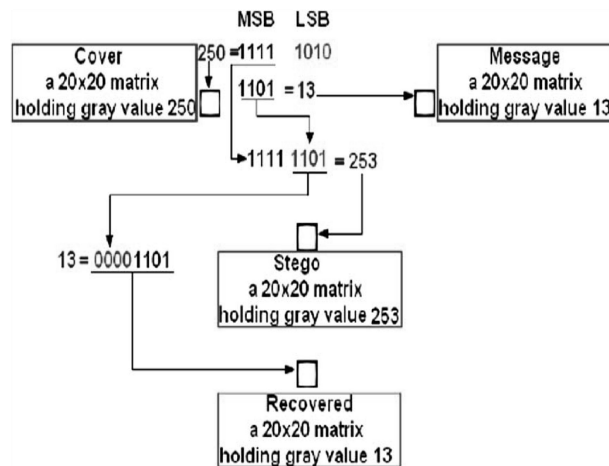 MSB LSB
Cover
a 20x20 matrix
holding gray value 250
250 = 1111 1010
1101 = 13
Message
a 20x20 matrix
holding gray value 13
1111 1101 = 253
13 = 00001101
Stego
a 20x20 matrix
holding gray value 253
Recovered
a 20x20 matrix
holding gray value 13